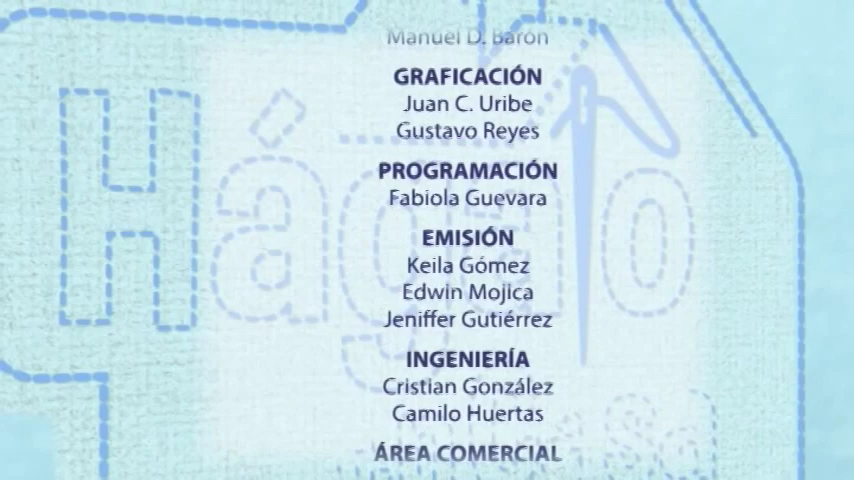 Manuel D. Barón
GRAFICACIÓN
Juan C. Uribe
Gustavo Reyes
PROGRAMACIÓN
Fabiola Guevara
EMISIÓN
Keila Gómez
Edwin Mojica
Jeniffer Gutiérrez
INGENIERÍA
Cristian González
Camilo Huertas
ÁREA COMERCIAL
Hágalo